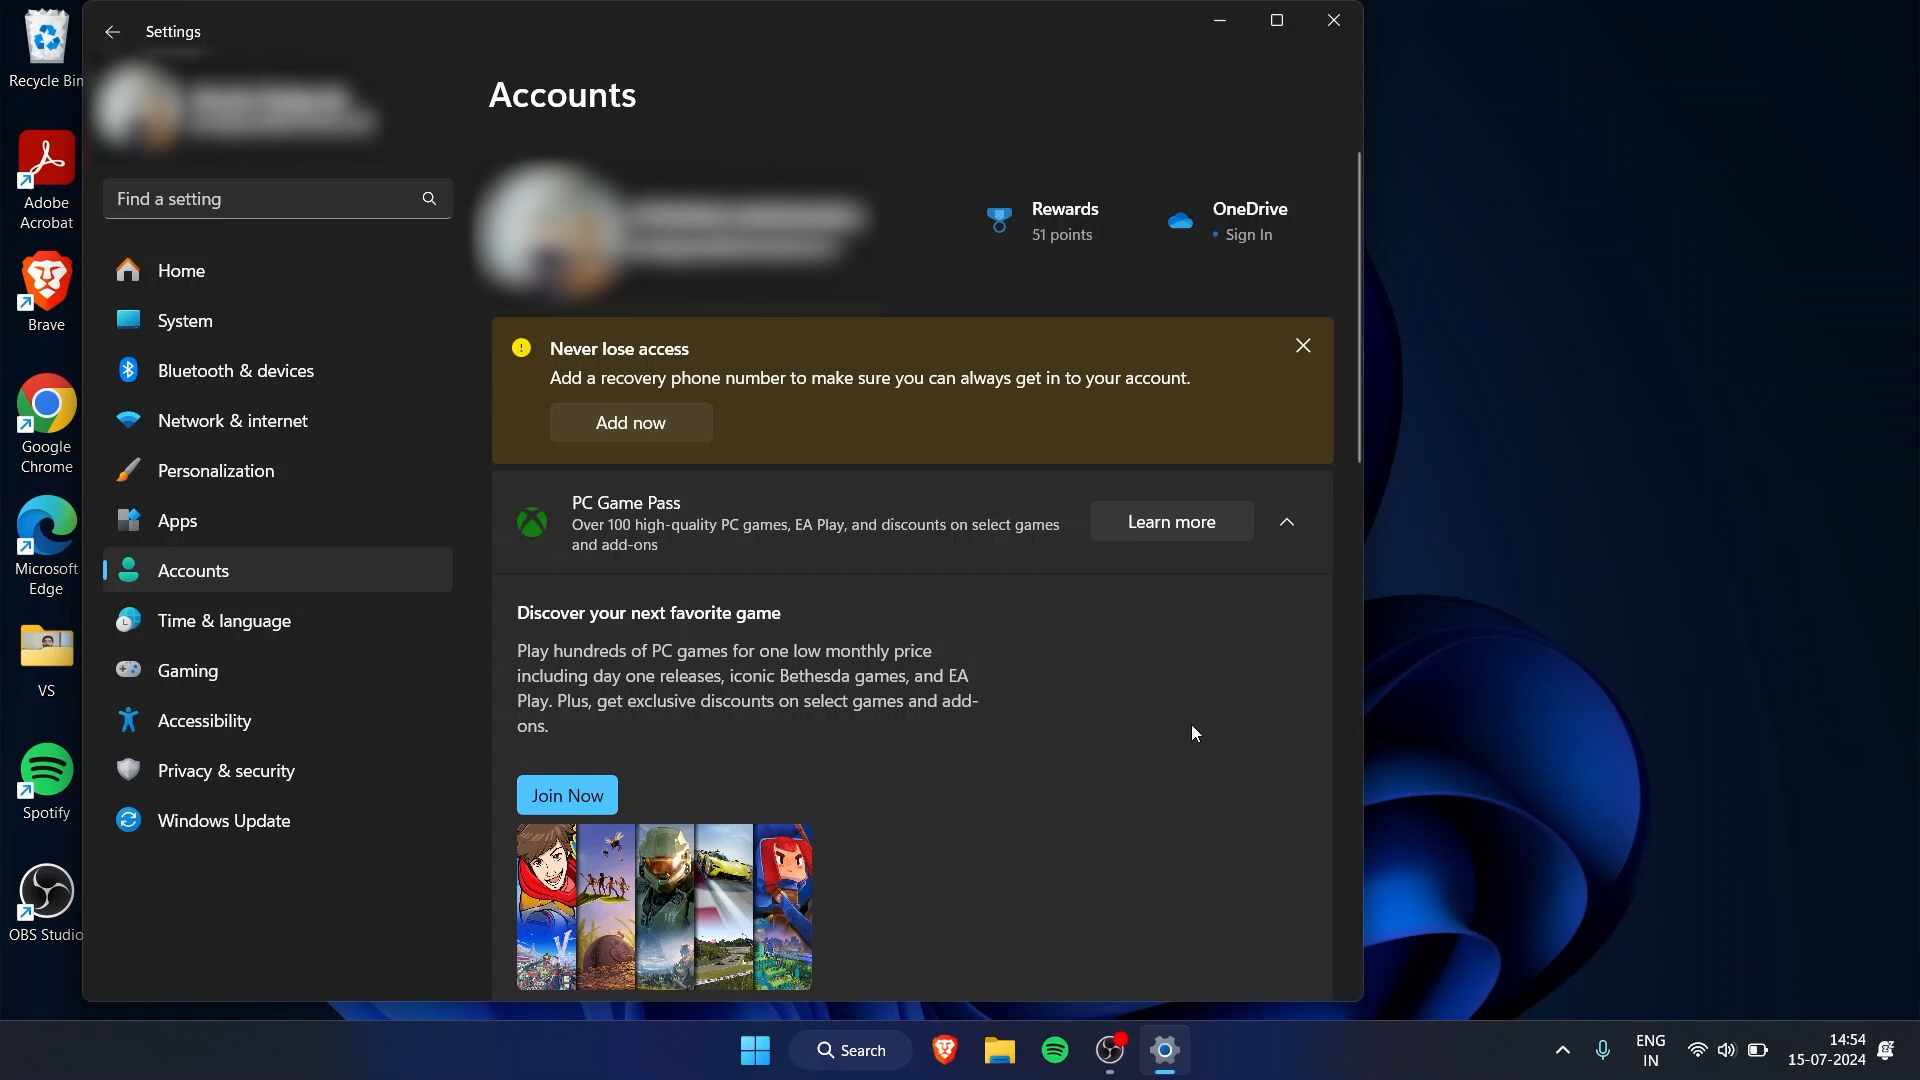 Recycle Bin
Adobe
Acrobat
Brave
Google
Chrome
Microsoft
Edge
VS
Spotify
OBS Studio
Settings
Find a setting
Home
System
Bluetooth & devices
Network & internet
Personalization
Apps
Accounts
Time & language
Gaming
Accessibility
Privacy & security
Windows Update
Accounts
Rewards
51 points
OneDrive
Sign In
Never lose access
Add a recovery phone number to make sure you can always get in to your account.
Add now
PC Game Pass
Over 100 high-quality PC games, EA Play, and discounts on select games
and add-ons
Learn more
Discover your next favorite game
Play hundreds of PC games for one low monthly price
including day one releases, iconic Bethesda games, and EA
Play. Plus, get exclusive discounts on select games and add-
ons.
Join Now
Search
ENG
IN
14:54
15-07-2024